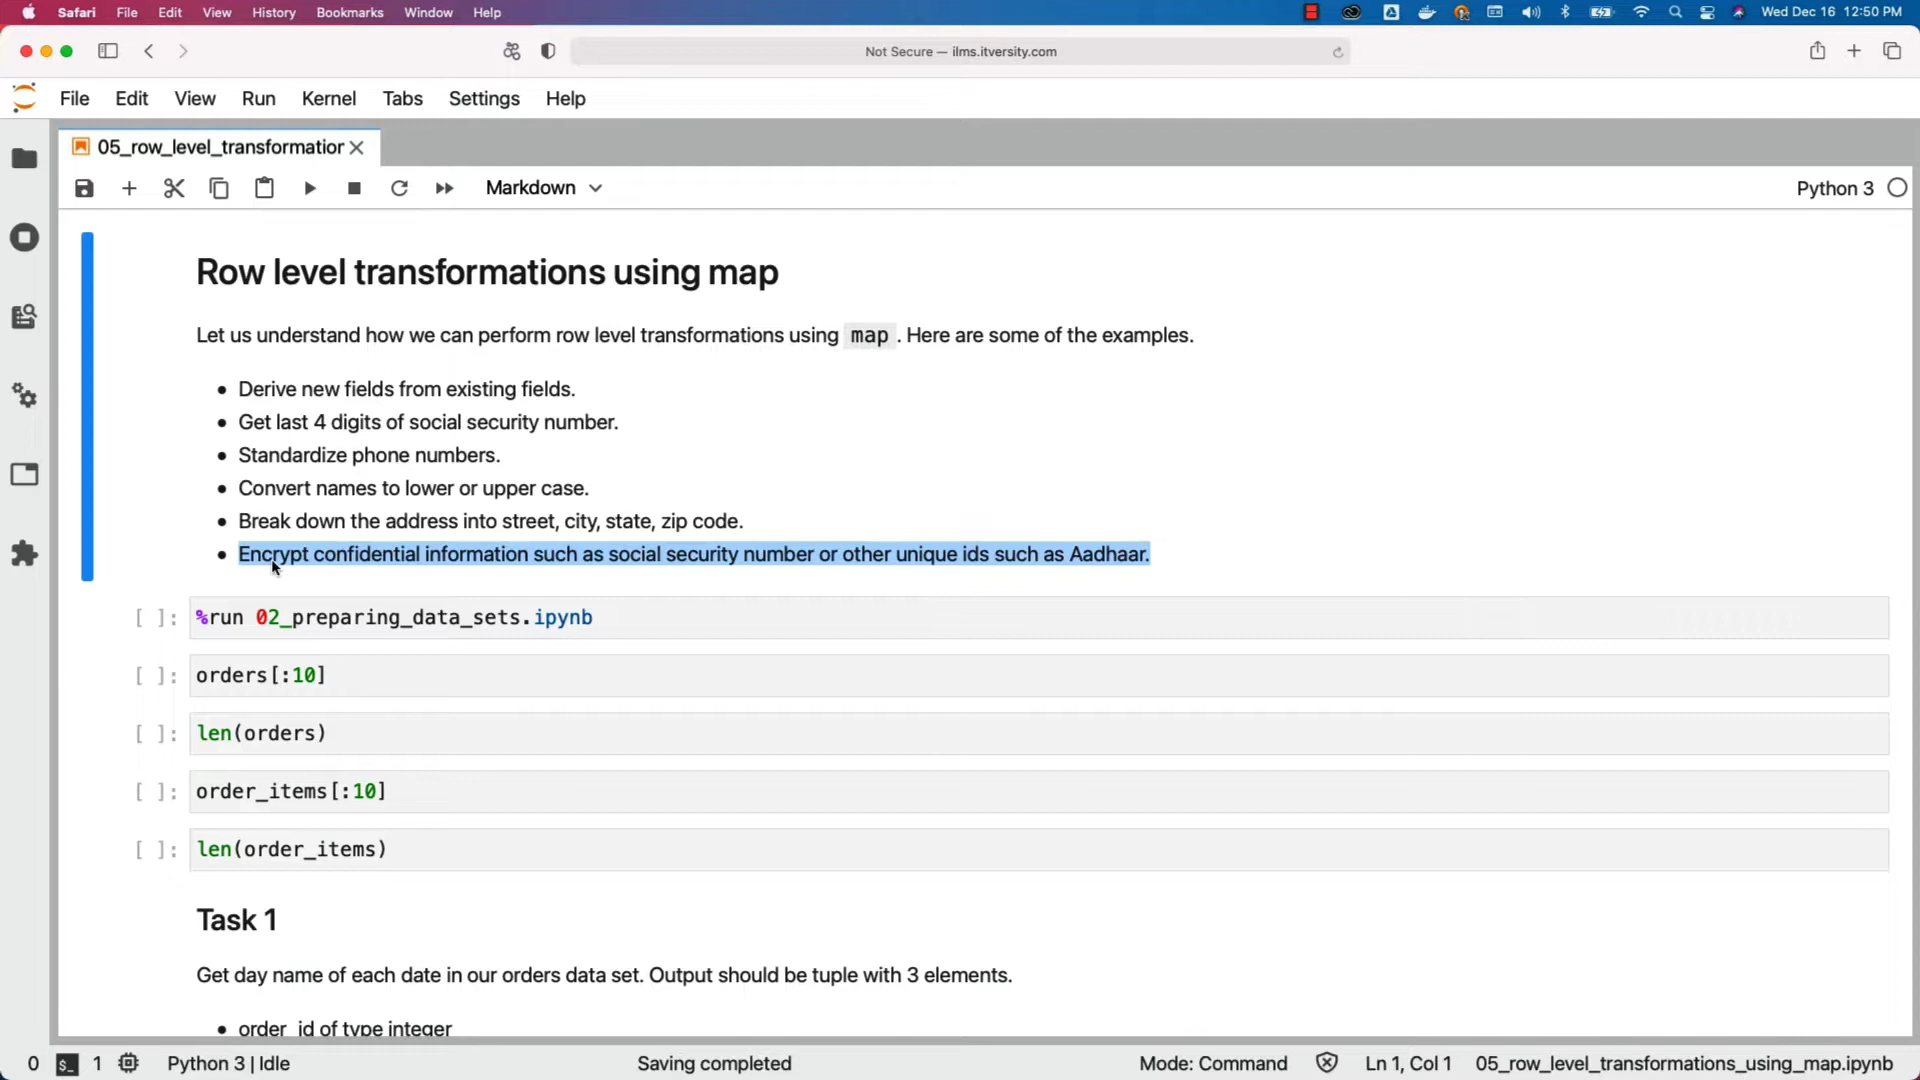 Safari File Edit View History Bookmarks Window Help Wed Dec 16 12:50 PM
Not Secure — ilms.itversity.com
File Edit View Run Kernel Tabs Settings Help
05_row_level_transformation
Markdown Python 3
Row level transformations using map
Let us understand how we can perform row level transformations using map . Here are some of the examples.
• Derive new fields from existing fields.
• Get last 4 digits of social security number.
• Standardize phone numbers.
• Convert names to lower or upper case.
• Break down the address into street, city, state, zip code.
• Encrypt confidential information such as social security number or other unique ids such as Aadhaar.
[ ]: %run 02_preparing_data_sets.ipynb
[ ]: orders[:10]
[ ]: len(orders)
[ ]: order_items[:10]
[ ]: len(order_items)
Task 1
Get day name of each date in our orders data set. Output should be tuple with 3 elements.
• order_id of type integer
0 $_ 1 Python 3 | Idle Saving completed Mode: Command Ln 1, Col 1 05_row_level_transformations_using_map.ipynb